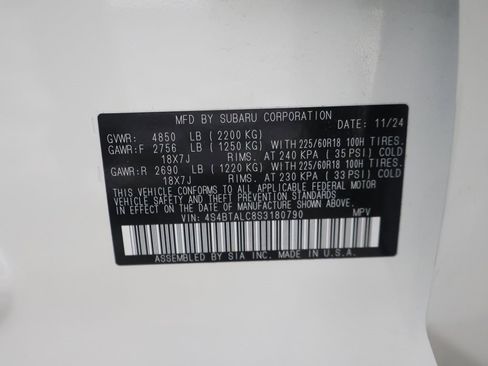 MFD BY SUBARU CORPORATION
DATE: 11/24
GVWR: 4850 LB (2200 KG)
GAWR:F 2756 LB (1250 KG) WITH 225/60R18 100H TIRES.
18X7J RIMS. AT 240 KPA (35 PSI) COLD
GAWR:R 2690 LB (1220 KG) WITH 225/60R18 100H TIRES.
18X7J RIMS. AT 230 KPA (33 PSI) COLD
THIS VEHICLE CONFORMS TO ALL APPLICABLE FEDERAL MOTOR
VEHICLE SAFETY STANDARDS IN EFFECT ON THE DATE OF
MANUFACTURE SHOWN ABOVE.
VIN: 4S4BTALC8S3180790 MPV
ASSEMBLED BY SIA INC. MADE IN U.S.A.